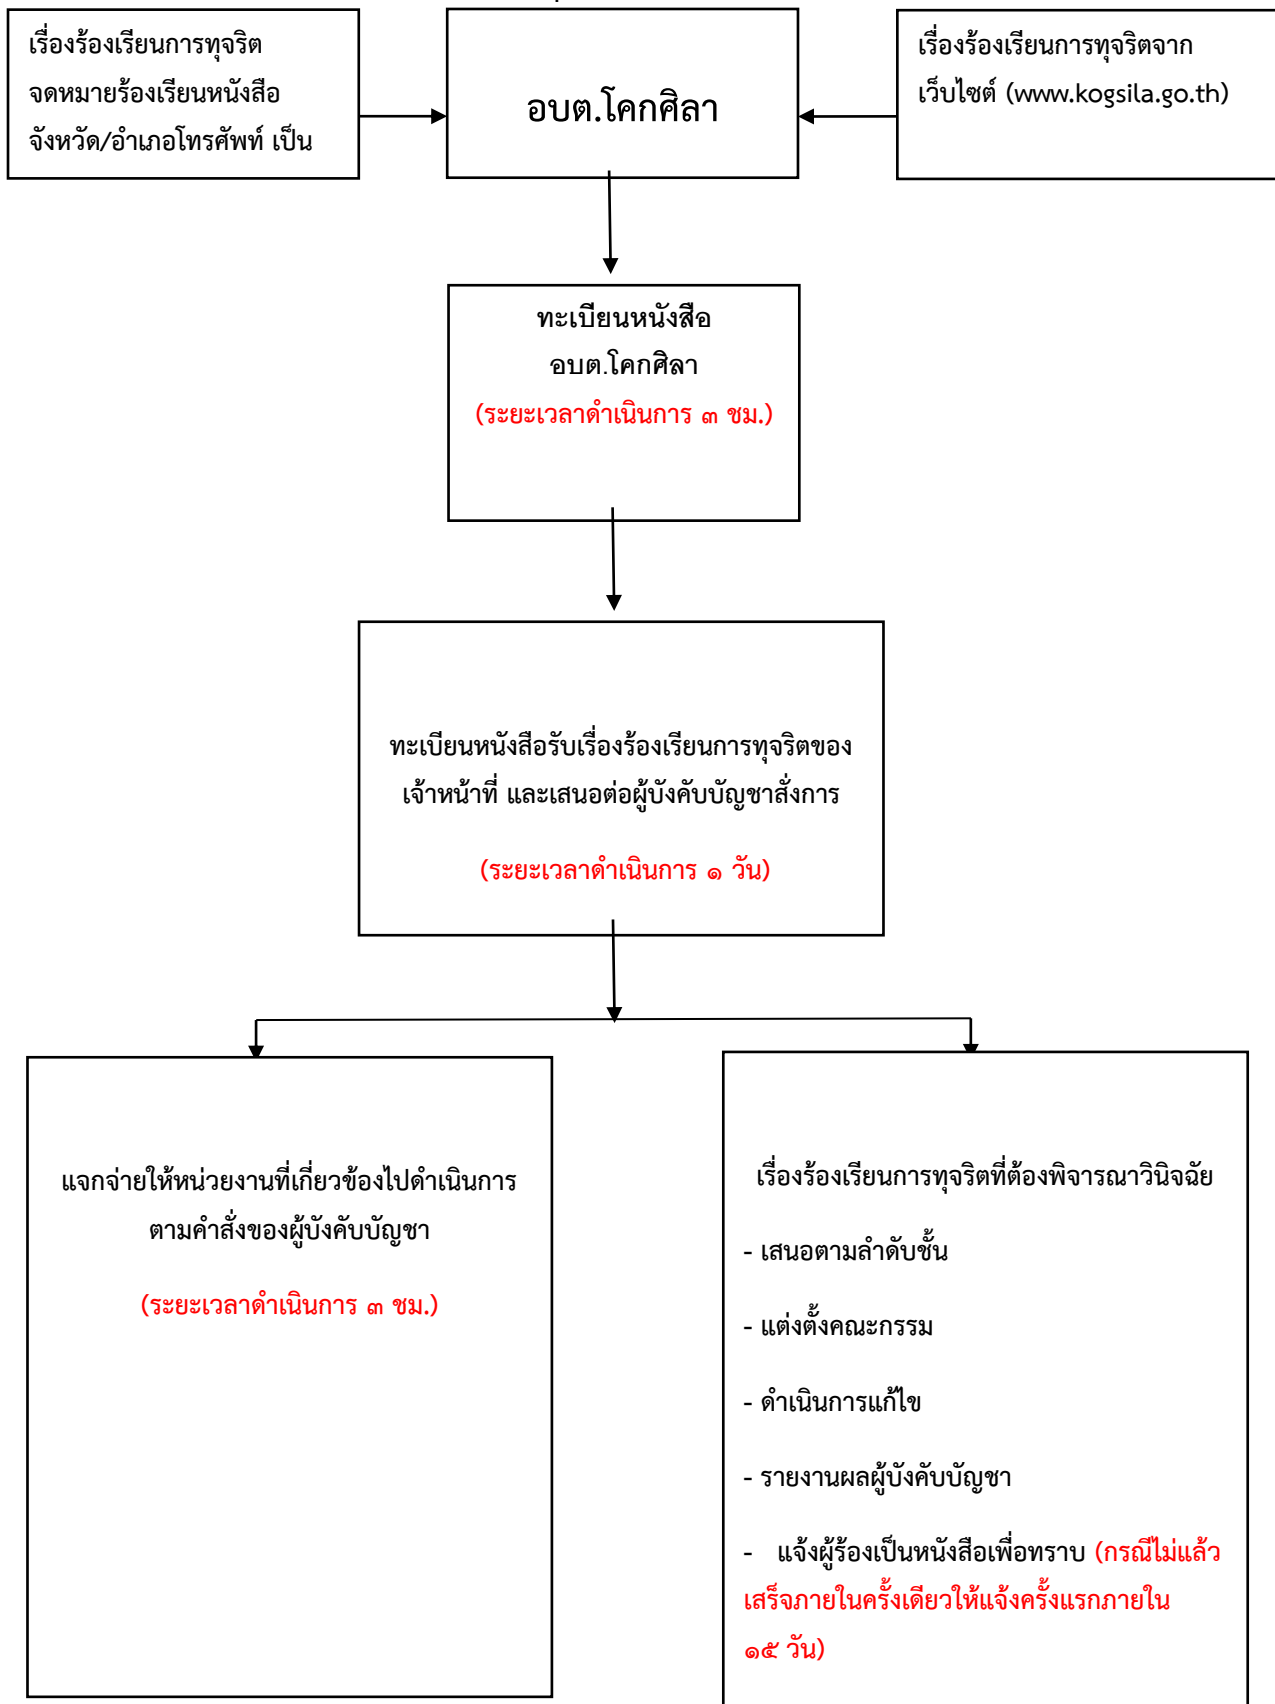 เรื่องร้องเรียนการทุจริต
จดหมายร้องเรียนหนังสือ
จังหวัด/อำเภอโทรศัพท์ เป็น
อบต.โคกศิลา
เรื่องร้องเรียนการทุจริตจาก
เว็บไซต์ (www.kogsila.go.th)
ทะเบียนหนังสือ
อบต.โคกศิลา
(ระยะเวลาดำเนินการ ๓ ชม.)
ทะเบียนหนังสือรับเรื่องร้องเรียนการทุจริตของ
เจ้าหน้าที่ และเสนอต่อผู้บังคับบัญชาสั่งการ
(ระยะเวลาดำเนินการ ๑ วัน)
แจกจ่ายให้หน่วยงานที่เกี่ยวข้องไปดำเนินการ
ตามคำสั่งของผู้บังคับบัญชา
(ระยะเวลาดำเนินการ ๓ ชม.)
เรื่องร้องเรียนการทุจริตที่ต้องพิจารณาวินิจฉัย
- เสนอตามลำดับชั้น
- แต่งตั้งคณะกรรม
- ดำเนินการแก้ไข
- รายงานผลผู้บังคับบัญชา
- แจ้งผู้ร้องเป็นหนังสือเพื่อทราบ (กรณีไม่แล้ว
เสร็จภายในครั้งเดียวให้แจ้งครั้งแรกภายใน
๑๕ วัน)